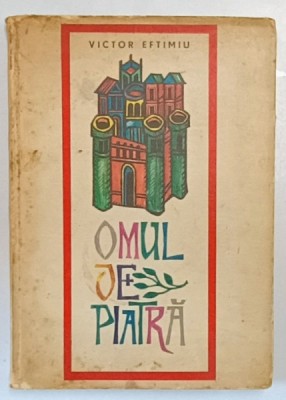 VICTOR EFTIMIU
OMUL
DE
PIATRĂ